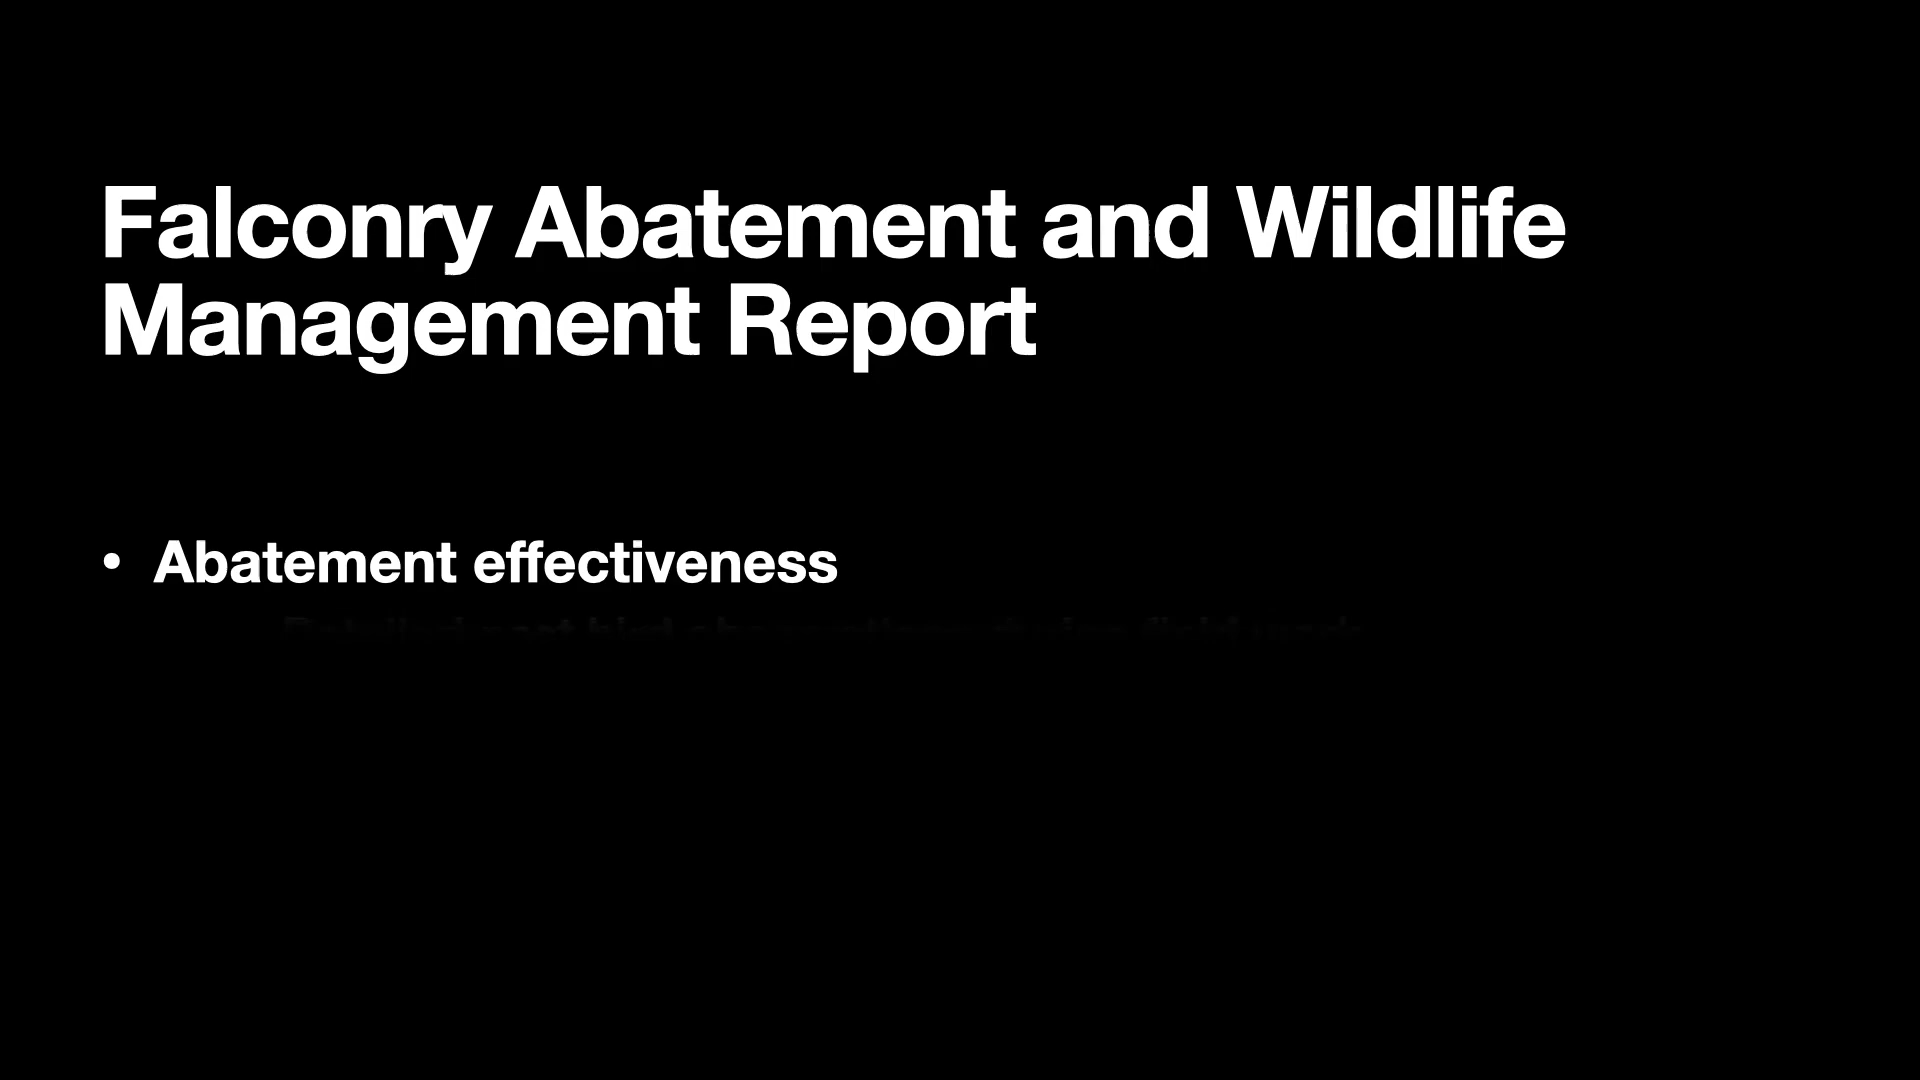 Falconry Abatement and Wildlife
Management Report
• Abatement effectiveness